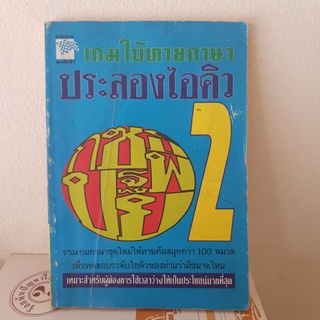 เกมใบ้ทายภาษา
ประลองไอคิว
2
รวมเกมภาษาชุดใหม่ให้ทายกันสนุกกว่า 100 หมวด
เพื่อทดสอบระดับไอคิวของท่านว่ามีขนาดไหน
เหมาะสำหรับผู้ต้องการใช้เวลาว่างให้เป็นประโยชน์มากที่สุด